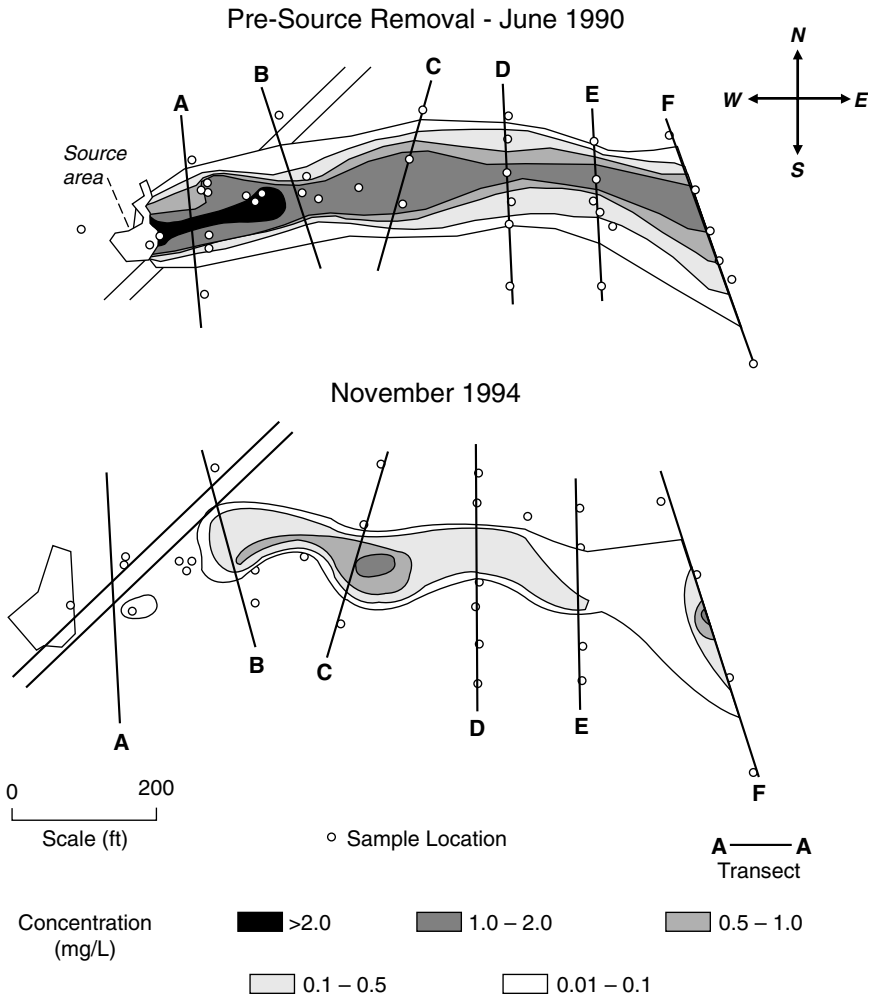 Pre-Source Removal - June 1990
N
W E
S
A
B
C
D
E
F
Source
area
November 1994
A
B
C
D
E
F
0 200
Scale (ft)
Sample Location
A A
Transect
Concentration
(mg/L)
>2.0
1.0 – 2.0
0.5 – 1.0
0.1 – 0.5
0.01 – 0.1